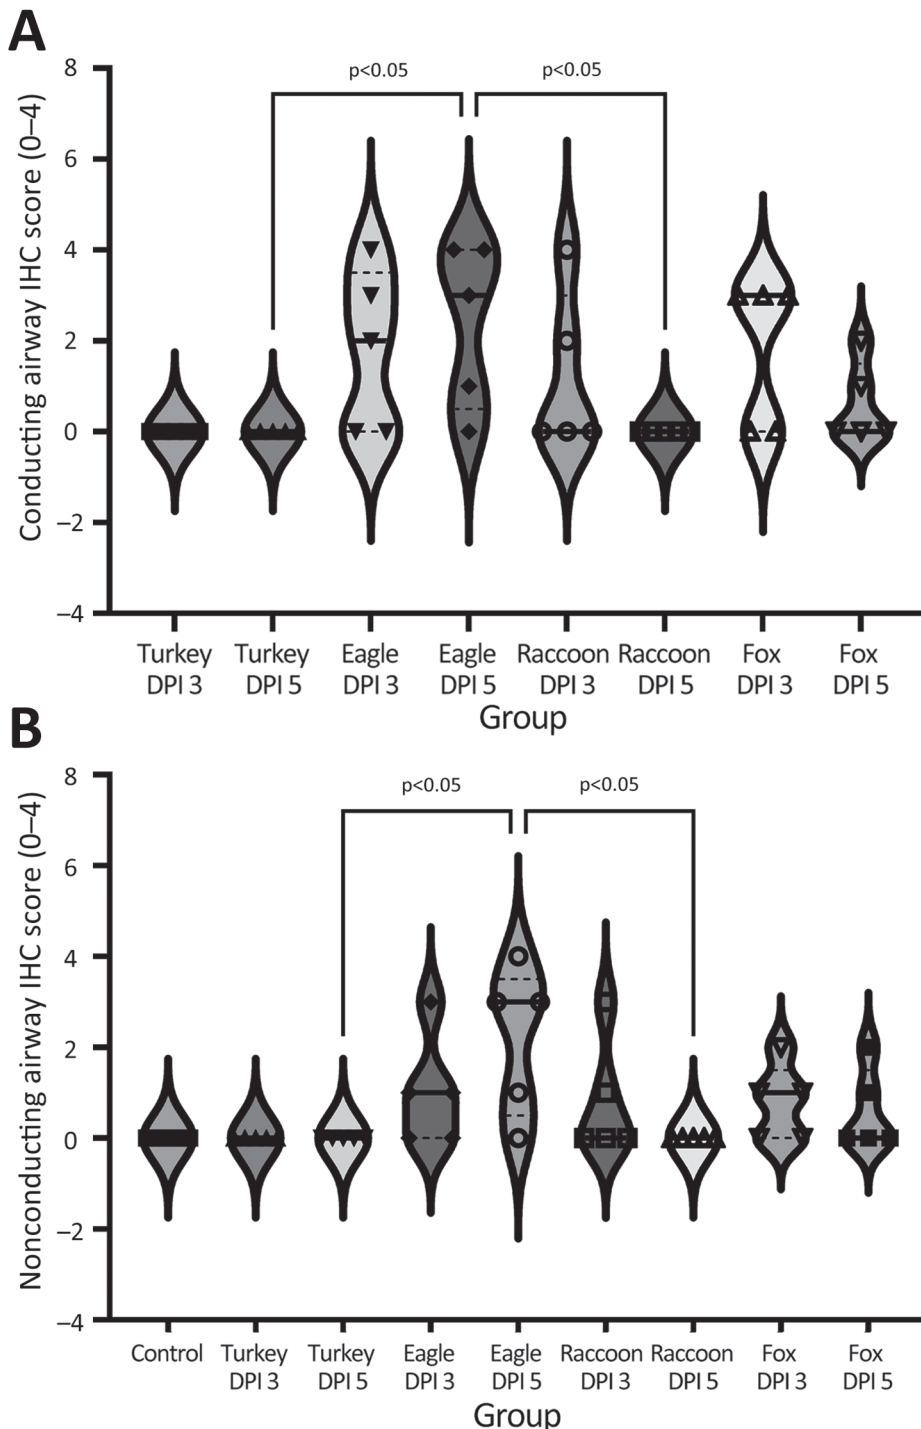 A
p<0.05 p<0.05
Conducting airway IHC score (0–4)
8
6
4
2
0
–2
–4
Turkey DPI 3
Turkey DPI 5
Eagle DPI 3
Eagle DPI 5
Raccoon DPI 3
Raccoon DPI 5
Fox DPI 3
Fox DPI 5
Group
B
p<0.05 p<0.05
Nonconducting airway IHC score (0–4)
8
6
4
2
0
–2
–4
Control
Turkey DPI 3
Turkey DPI 5
Eagle DPI 3
Eagle DPI 5
Raccoon DPI 3
Raccoon DPI 5
Fox DPI 3
Fox DPI 5
Group